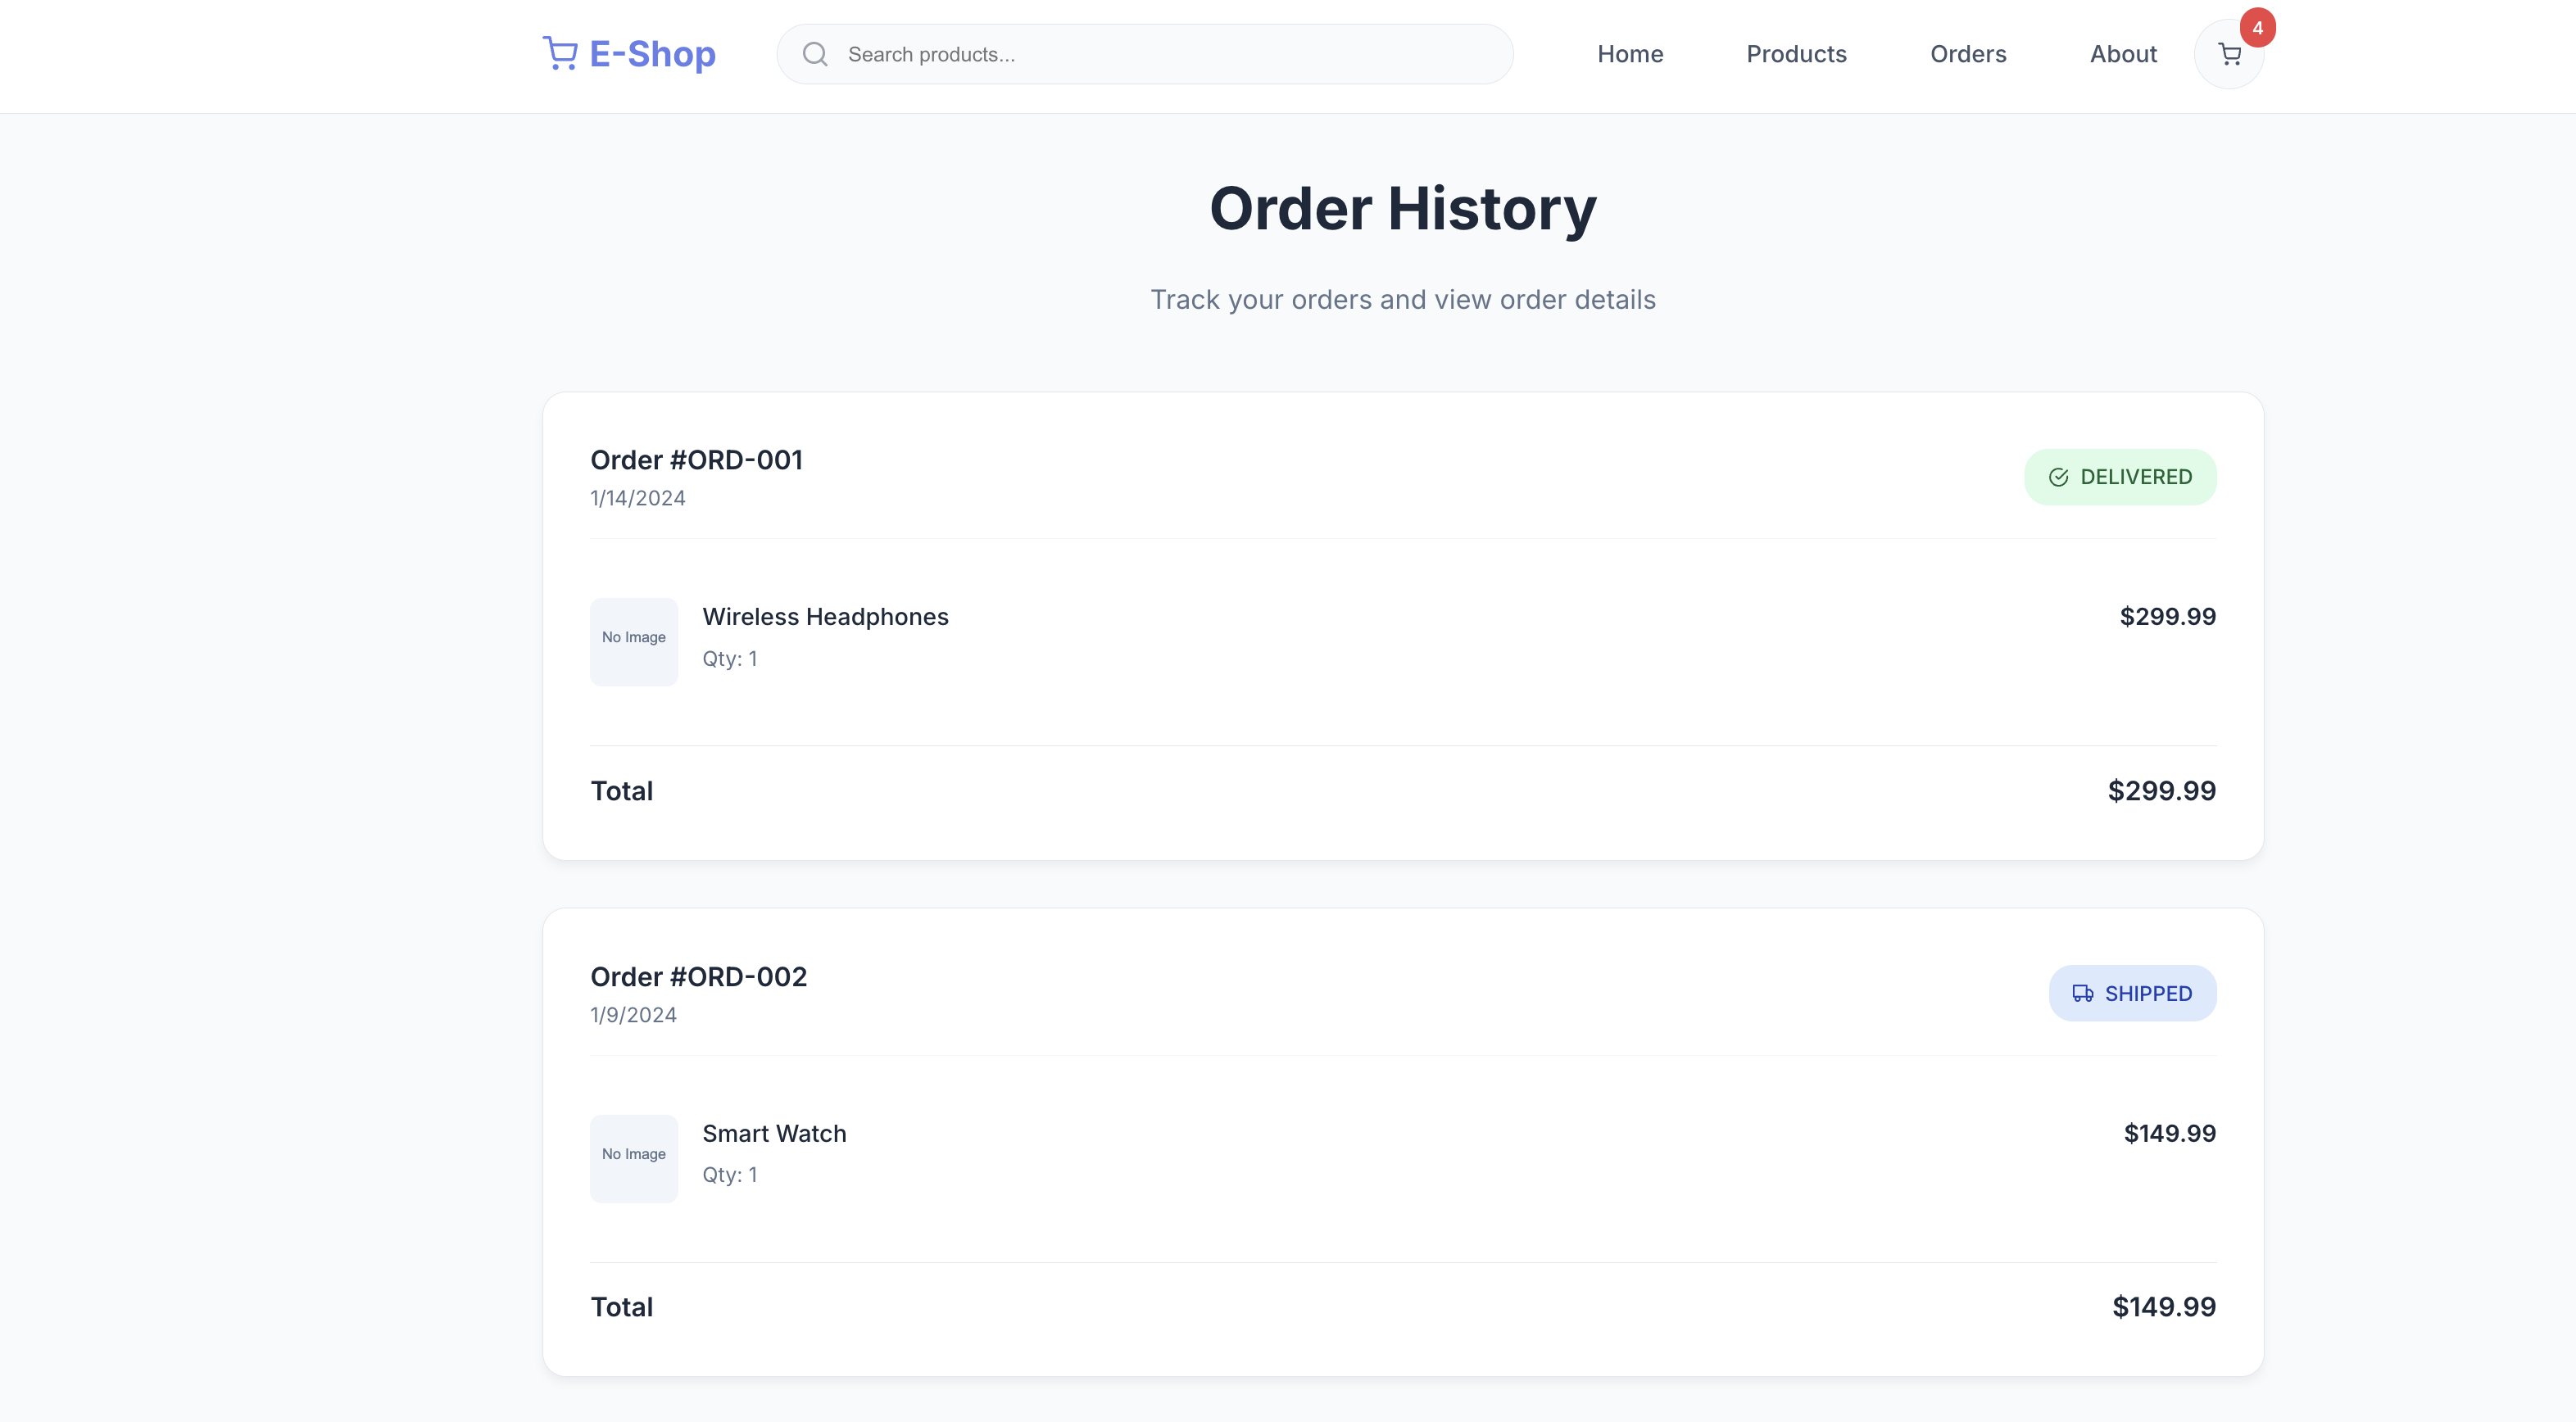 E-Shop
Search products...
Home
Products
Orders
About
4
Order History
Track your orders and view order details
Order #ORD-001
1/14/2024
DELIVERED
No Image
Wireless Headphones
Qty: 1
$299.99
Total
$299.99
Order #ORD-002
1/9/2024
SHIPPED
No Image
Smart Watch
Qty: 1
$149.99
Total
$149.99